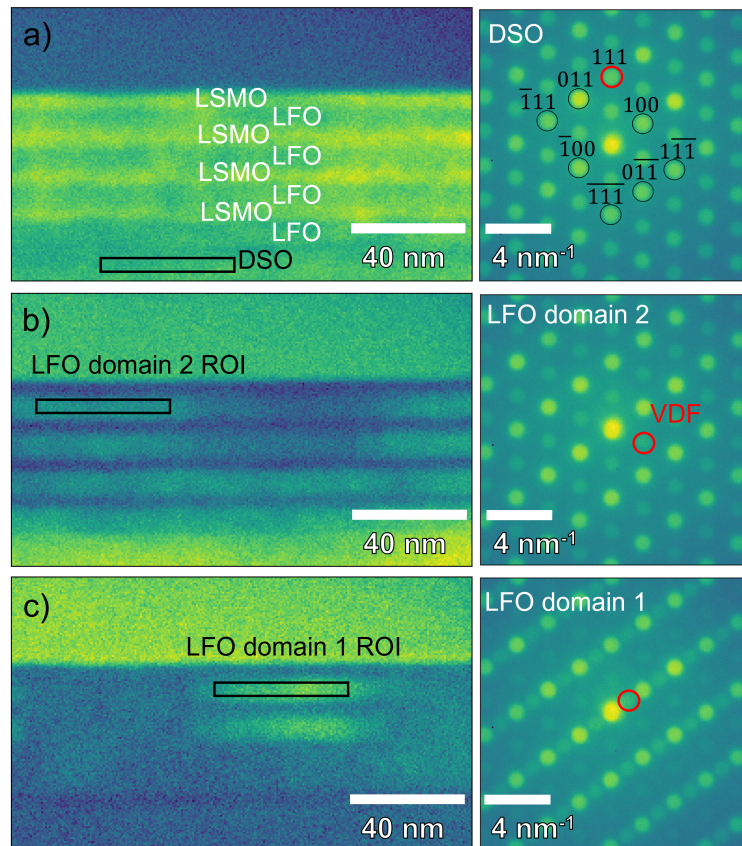 a)
LSMO
LFO
LSMO
LFO
LSMO
LFO
LSMO
LFO
DSO
40 nm
DSO
111
011
1̅11
100
1̅00
01̅1̅
11̅1̅
1̅1̅1̅
4 nm⁻¹
b)
LFO domain 2 ROI
40 nm
LFO domain 2
VDF
4 nm⁻¹
c)
LFO domain 1 ROI
40 nm
LFO domain 1
4 nm⁻¹